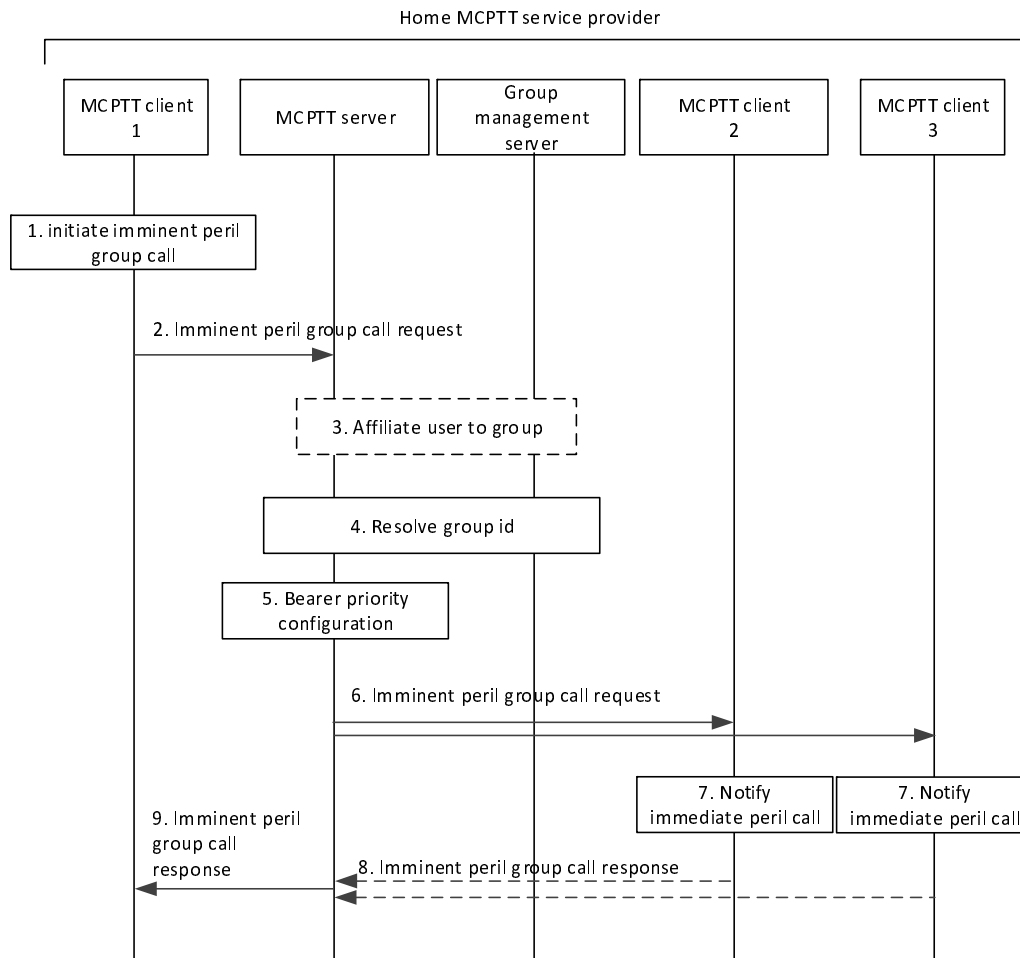 Home MCPTT service provider
MCPTT client
1
MCPTT server
Group
management
server
MCPTT client
2
MCPTT client
3
1. initiate imminent peril
group call
2. Imminent peril group call request
3. Affiliate user to group
4. Resolve group id
5. Bearer priority
configuration
6. Imminent peril group call request
7. Notify
immediate peril call
7. Notify
immediate peril call
9. Imminent peril
group call
response
8. Imminent peril group call response